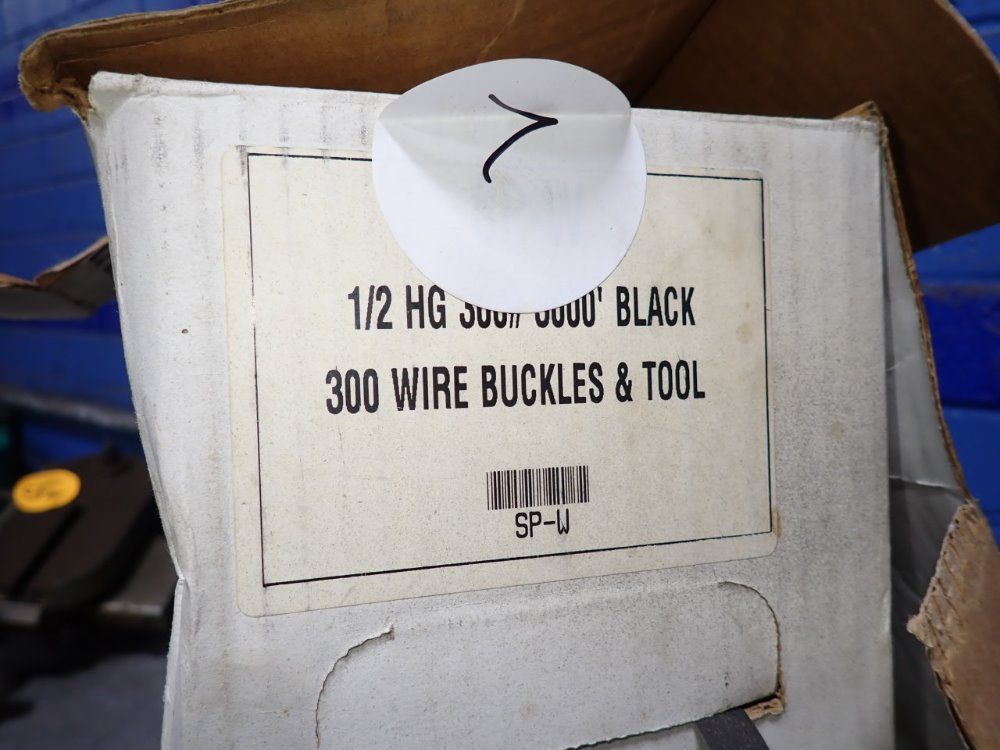 1/2 HG BLACK
300 WIRE BUCKLES & TOOL
SP-W